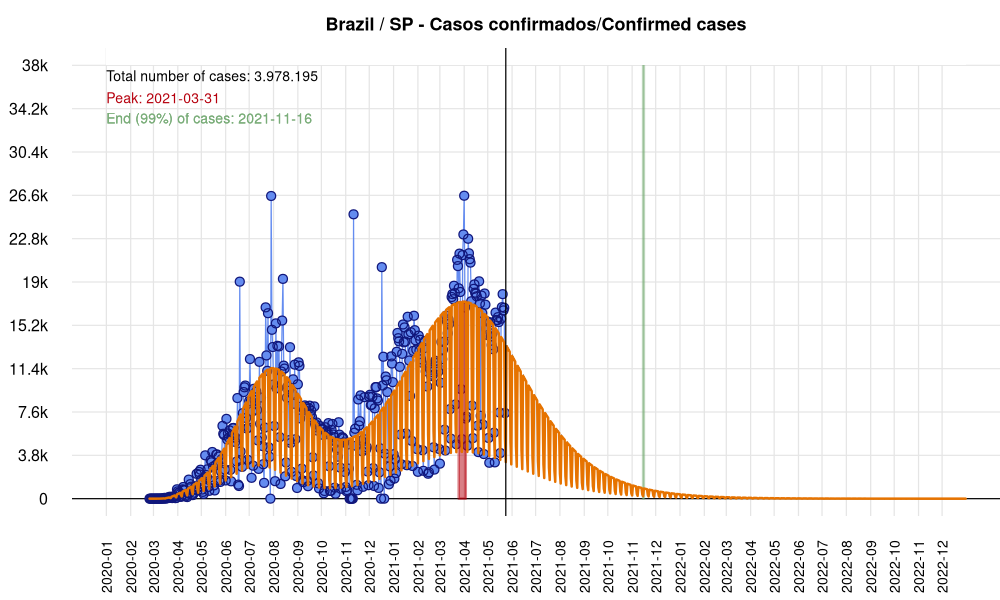 Brazil / SP - Casos confirmados/Confirmed cases
Total number of cases: 3.978.195
Peak: 2021-03-31
End (99%) of cases: 2021-11-16
38k
34.2k
30.4k
26.6k
22.8k
19k
15.2k
11.4k
7.6k
3.8k
0
2020-01
2020-02
2020-03
2020-04
2020-05
2020-06
2020-07
2020-08
2020-09
2020-10
2020-11
2020-12
2021-01
2021-02
2021-03
2021-04
2021-05
2021-06
2021-07
2021-08
2021-09
2021-10
2021-11
2021-12
2022-01
2022-02
2022-03
2022-04
2022-05
2022-06
2022-07
2022-08
2022-09
2022-10
2022-11
2022-12